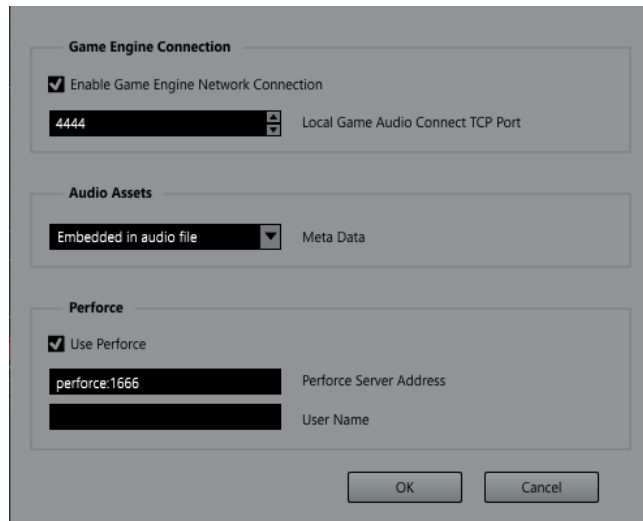 Game Engine Connection
Enable Game Engine Network Connection
4444 Local Game Audio Connect TCP Port
Audio Assets
Embedded in audio file Meta Data
Perforce
Use Perforce
perforce:1666 Perforce Server Address
User Name
OK Cancel